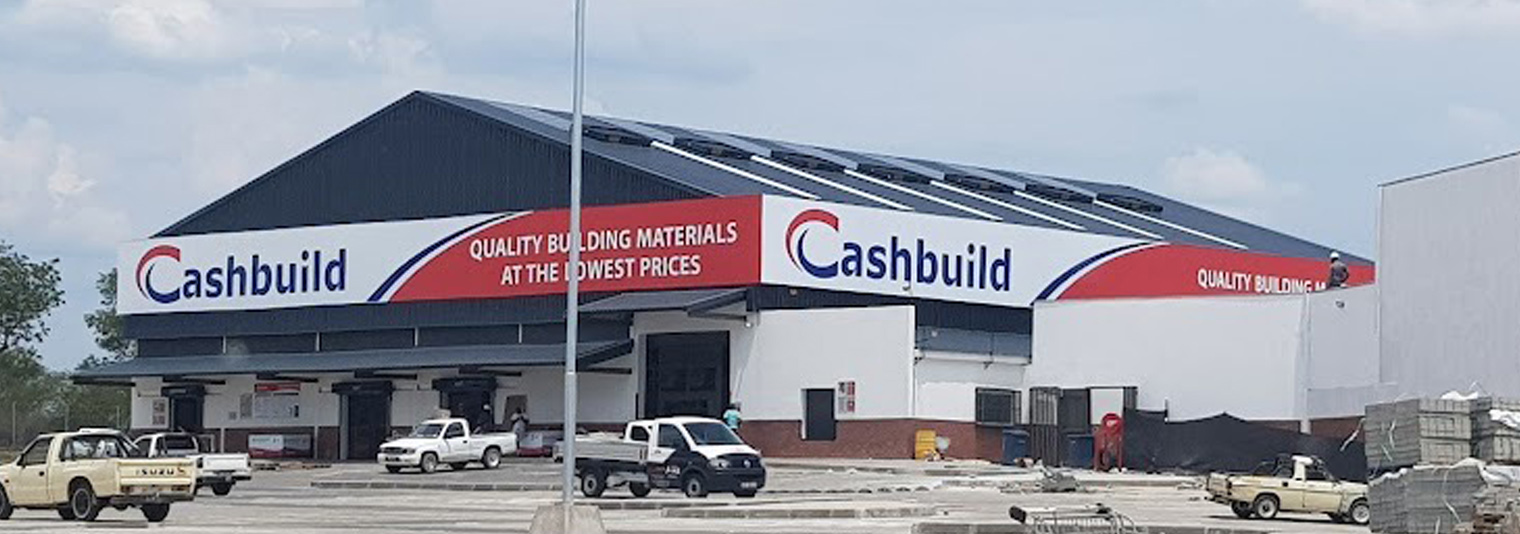 Cashbuild
QUALITY BUILDING MATERIALS
AT THE LOWEST PRICES
Cashbuild
QUALITY BUILDING M
ISUZU